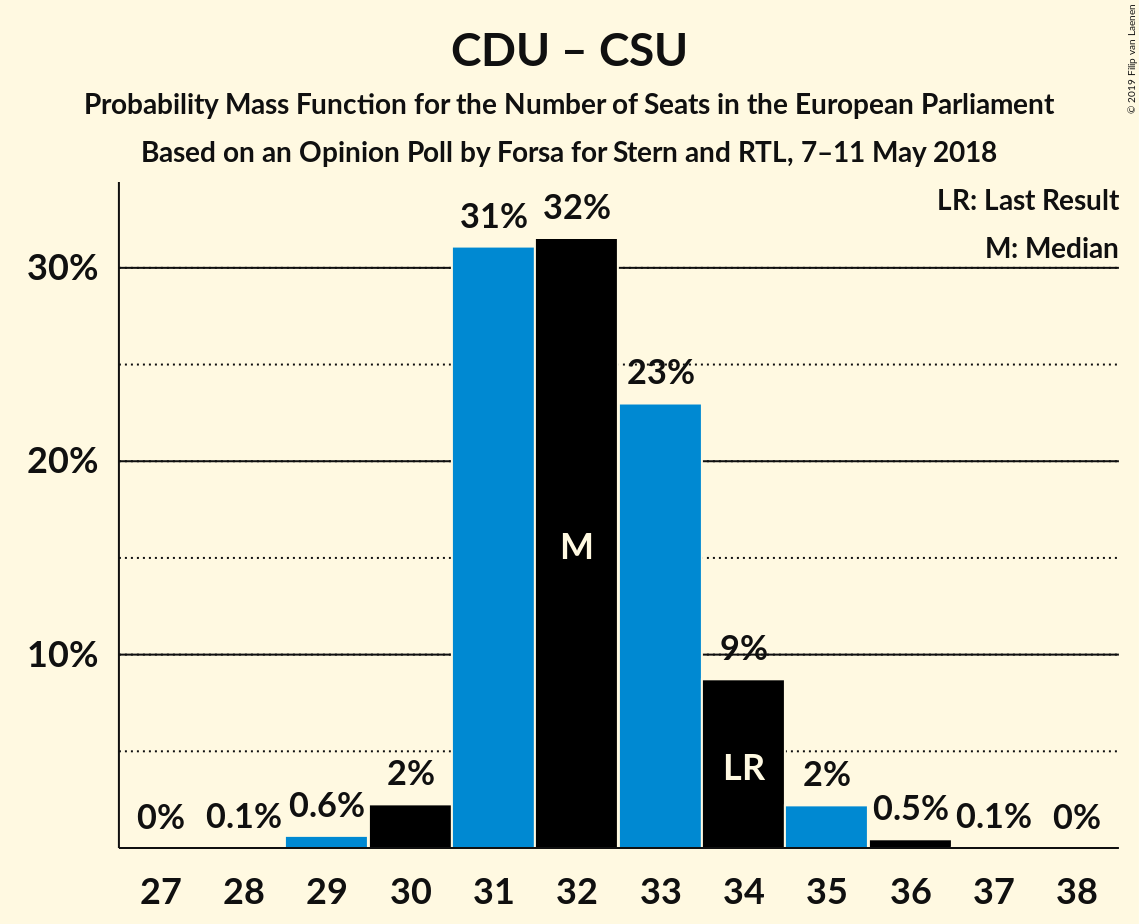 CDU – CSU
Probability Mass Function for the Number of Seats in the European Parliament
Based on an Opinion Poll by Forsa for Stern and RTL, 7–11 May 2018
© 2019 Filip van Laenen
LR: Last Result
M: Median
30%
20%
10%
0%
0.1%
0.6%
2%
31%
32%
23%
9%
2%
0.5%
0.1%
0%
M
LR
27 28 29 30 31 32 33 34 35 36 37 38